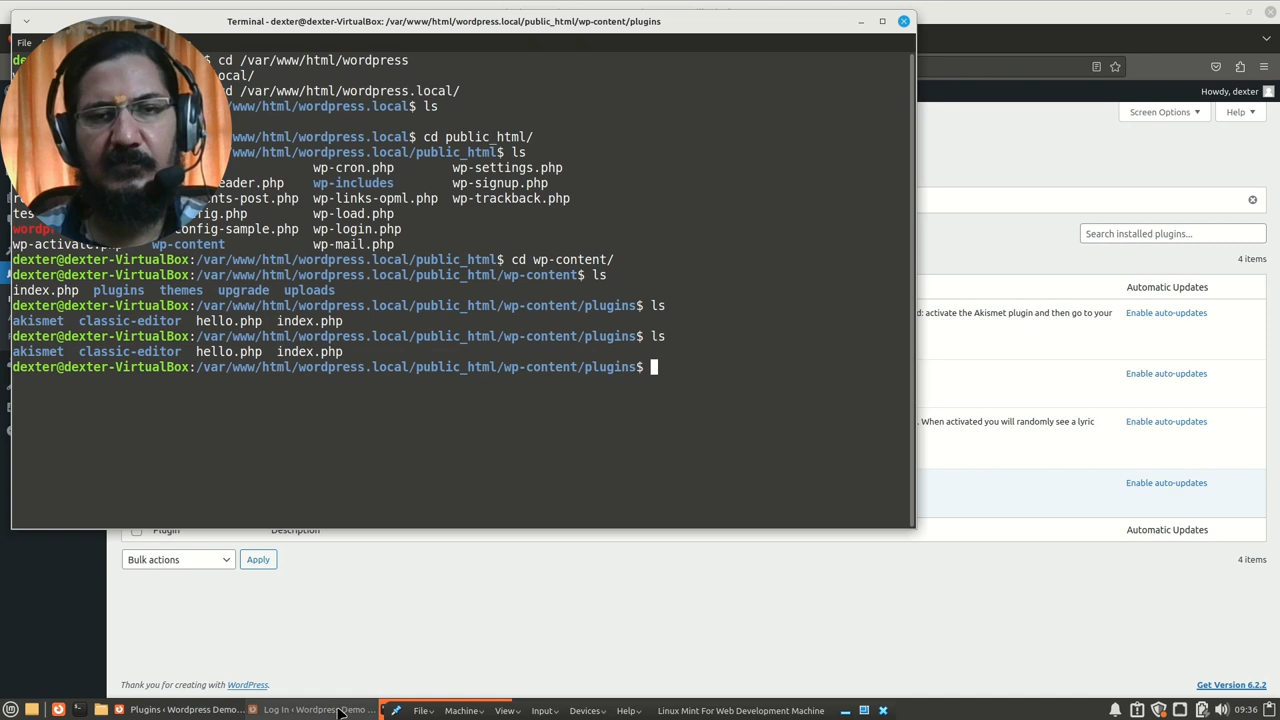 Terminal - dexter@dexter-VirtualBox: /var/www/html/wordpress.local/public_html/wp-content/plugins
File
de $ cd /var/www/html/wordpress
ocal/
d /var/www/html/wordpress.local/
ww/html/wordpress.local$ ls
ww/html/wordpress.local$ cd public_html/
ww/html/wordpress.local/public_html$ ls
wp-cron.php wp-settings.php
eader.php wp-includes wp-signup.php
nts-post.php wp-links-opml.php wp-trackback.php
tes fig.php wp-load.php
wordp config-sample.php wp-login.php
wp-activate.php wp-content wp-mail.php
dexter@dexter-VirtualBox:/var/www/html/wordpress.local/public_html$ cd wp-content/
dexter@dexter-VirtualBox:/var/www/html/wordpress.local/public_html/wp-content$ ls
index.php plugins themes upgrade uploads
dexter@dexter-VirtualBox:/var/www/html/wordpress.local/public_html/wp-content/plugins$ ls
akismet classic-editor hello.php index.php
dexter@dexter-VirtualBox:/var/www/html/wordpress.local/public_html/wp-content/plugins$ ls
akismet classic-editor hello.php index.php
dexter@dexter-VirtualBox:/var/www/html/wordpress.local/public_html/wp-content/plugins$
Howdy, dexter
Screen Options Help
Search installed plugins...
4 items
Automatic Updates
d: activate the Akismet plugin and then go to your Enable auto-updates
Enable auto-updates
. When activated you will randomly see a lyric Enable auto-updates
Enable auto-updates
Plugin Description Automatic Updates
Bulk actions Apply 4 items
Thank you for creating with WordPress. Get Version 6.2.2
Plugins ‹ Wordpress Demo... Log In ‹ Wordpress Demo ... File Machine View Input Devices Help Linux Mint For Web Development Machine 09:36